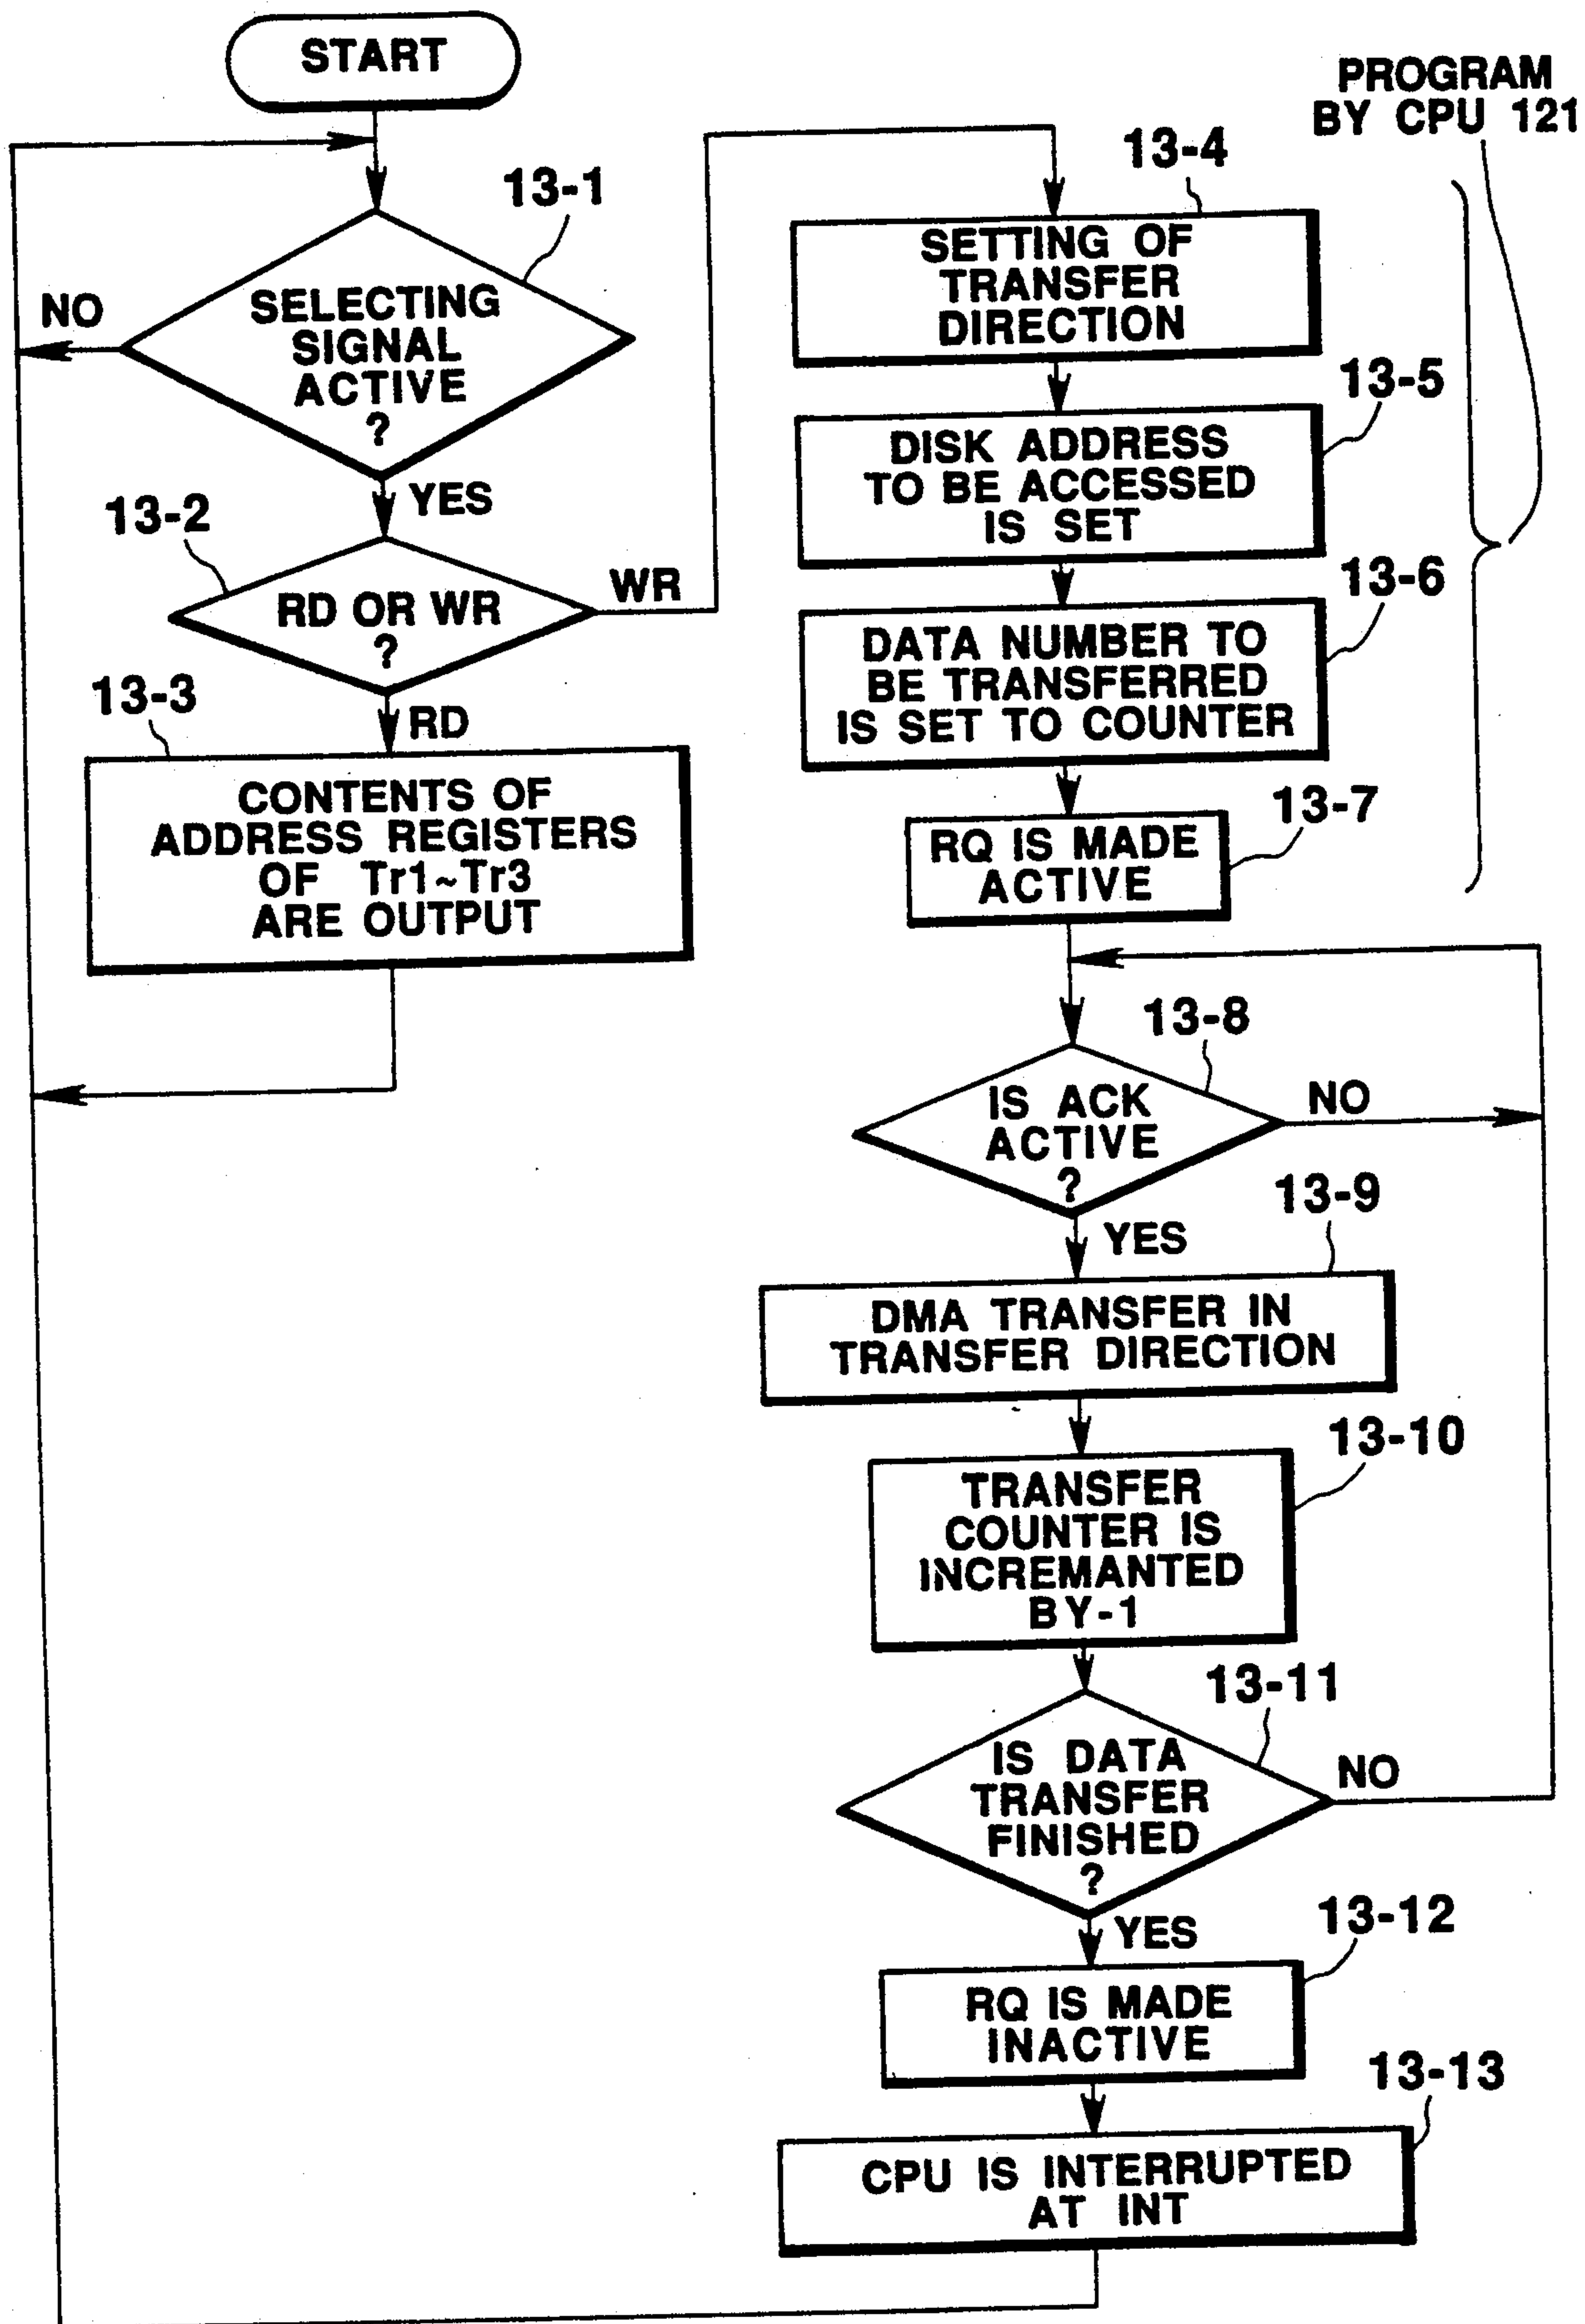 START
13-1
SELECTING
SIGNAL
ACTIVE
?
NO
YES
13-2
RD OR WR
?
WR
RD
13-3
CONTENTS OF
ADDRESS REGISTERS
OF Tr1~Tr3
ARE OUTPUT
PROGRAM
BY CPU 121
13-4
SETTING OF
TRANSFER
DIRECTION
13-5
DISK ADDRESS
TO BE ACCESSED
IS SET
13-6
DATA NUMBER TO
BE TRANSFERRED
IS SET TO COUNTER
13-7
RQ IS MADE
ACTIVE
13-8
IS ACK
ACTIVE
?
NO
YES
13-9
DMA TRANSFER IN
TRANSFER DIRECTION
13-10
TRANSFER
COUNTER IS
INCREMANTED
BY-1
13-11
IS DATA
TRANSFER
FINISHED
?
NO
YES
13-12
RQ IS MADE
INACTIVE
13-13
CPU IS INTERRUPTED
AT INT